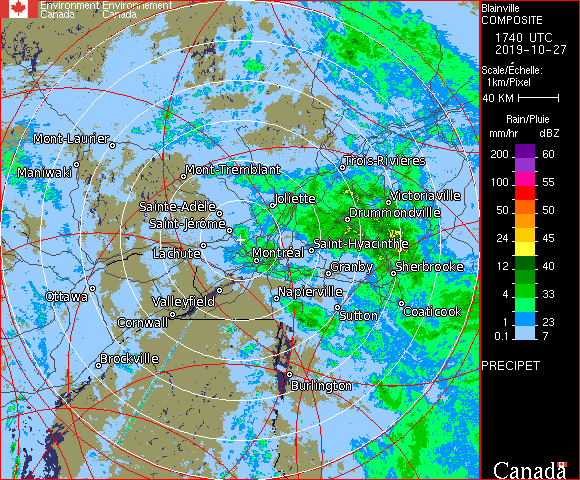 Environment Environnement
Canada Canada
Blainville
COMPOSITE
1740 UTC
2019-10-27
Scale/Échelle:
1km/Pixel
40 KM
Rain/Pluie
mm/hr dBZ
200 60
100 55
50 50
24 45
12 40
4 33
1 23
0.1 7
PRECIPET
Mont-Laurier
Maniwaki
Mont-Tremblant
Trois-Rivières
Sainte-Adèle
Joliette
Victoriaville
Saint-Jérôme
Drummondville
Lachute
Montréal
Saint-Hyacinthe
Granby
Sherbrooke
Ottawa
Valleyfield
Napierville
Cornwall
Sutton
Coaticook
Brockville
Burlington
Canada